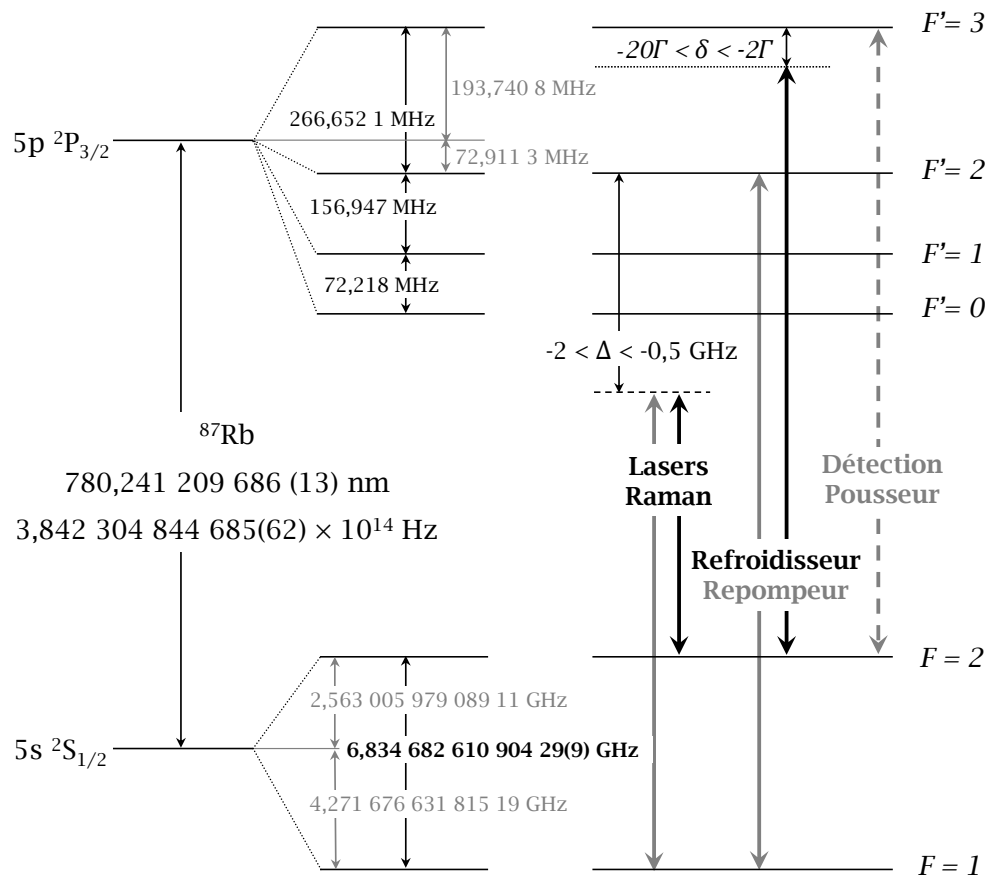 F'= 3
-20Γ < δ < -2Γ
193,740 8 MHz
266,652 1 MHz
5p ²P₃/₂
72,911 3 MHz
F'= 2
156,947 MHz
F'= 1
72,218 MHz
F'= 0
-2 < Δ < -0,5 GHz
⁸⁷Rb
780,241 209 686 (13) nm
3,842 304 844 685(62) × 10¹⁴ Hz
Lasers
Raman
Détection
Pousseur
Refroidisseur
Repompeur
F = 2
2,563 005 979 089 11 GHz
5s ²S₁/₂
6,834 682 610 904 29(9) GHz
4,271 676 631 815 19 GHz
F = 1